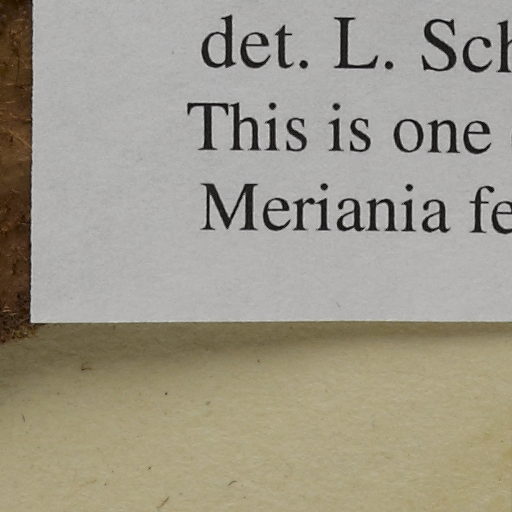 det. L. Sch
This is one
Meriania fe